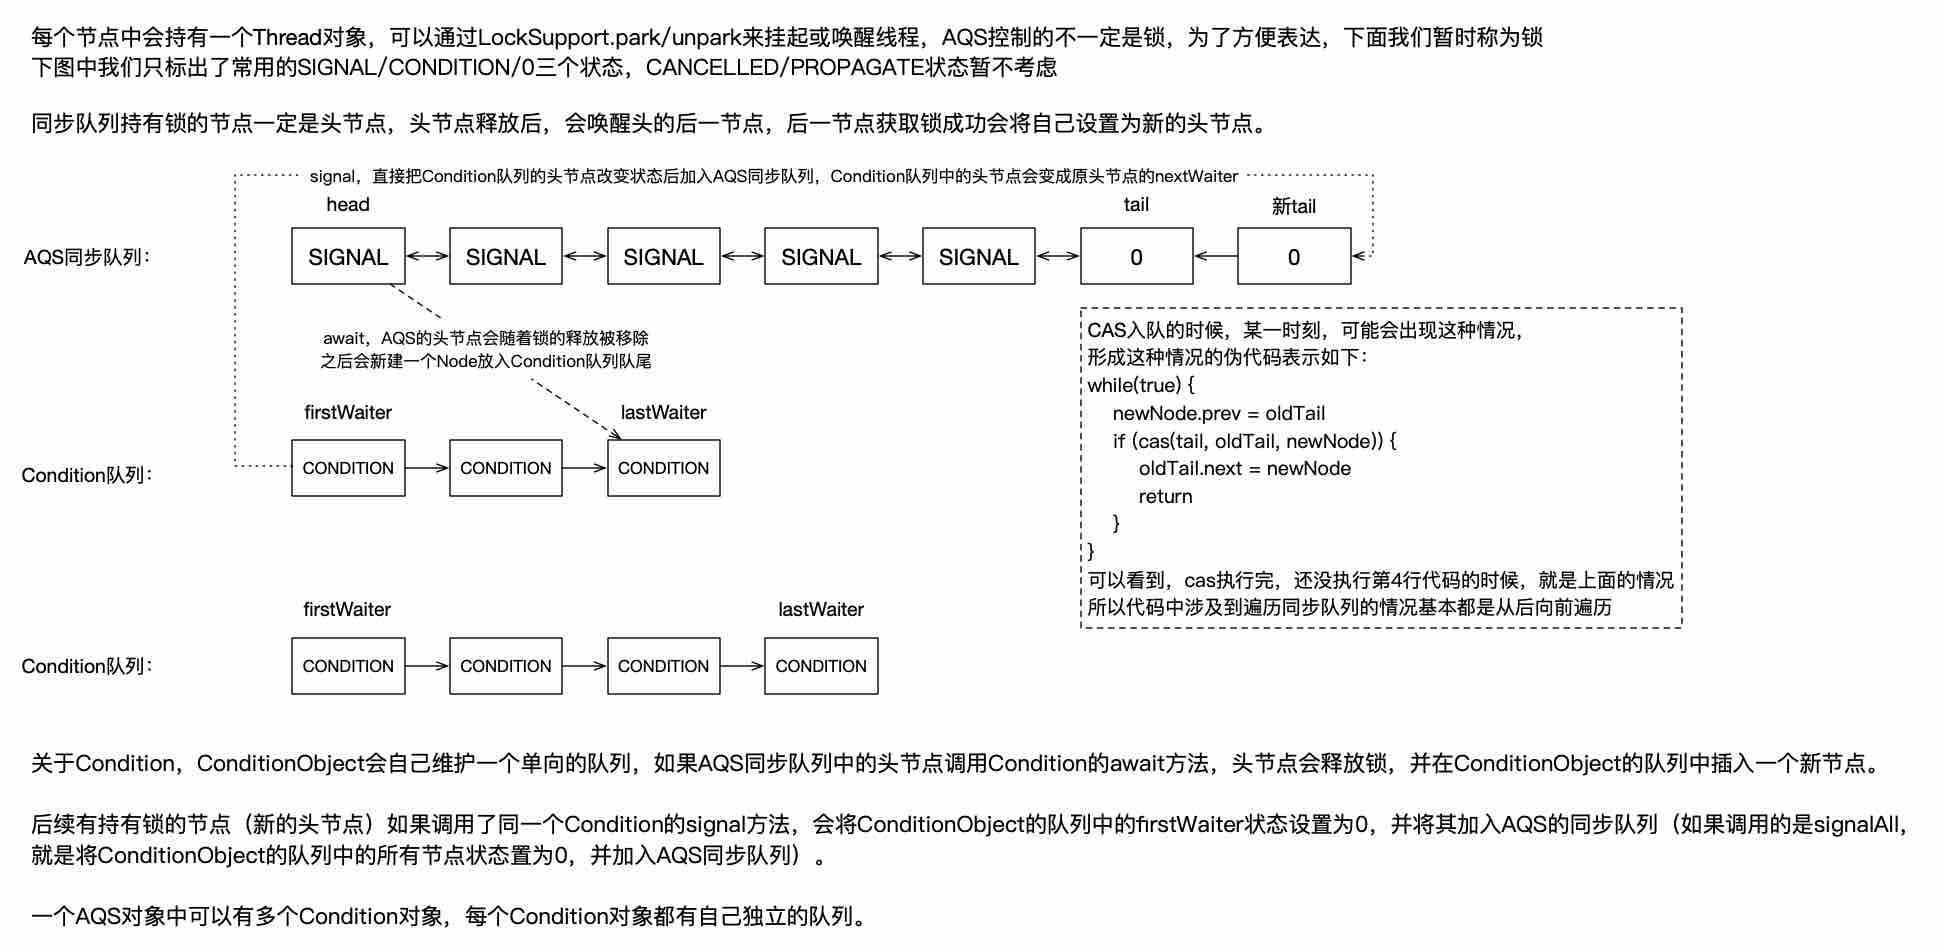 每个节点中会持有一个Thread对象，可以通过LockSupport.park/unpark来挂起或唤醒线程，AQS控制的不一定是锁，为了方便表达，下面我们暂时称为锁
下图中我们只标出了常用的SIGNAL/CONDITION/0三个状态，CANCELLED/PROPAGATE状态暂不考虑
同步队列持有锁的节点一定是头节点，头节点释放后，会唤醒头的后一节点，后一节点获取锁成功会将自己设置为新的头节点。
signal，直接把Condition队列的头节点改变状态后加入AQS同步队列，Condition队列中的头节点会变成原头节点的nextWaiter
head
tail
新tail
AQS同步队列：
SIGNAL
SIGNAL
SIGNAL
SIGNAL
SIGNAL
0
0
await，AQS的头节点会随着锁的释放被移除
之后会新建一个Node放入Condition队列队尾
firstWaiter
lastWaiter
Condition队列：
CONDITION
CONDITION
CONDITION
CAS入队的时候，某一时刻，可能会出现这种情况，
形成这种情况的伪代码表示如下：
while(true) {
newNode.prev = oldTail
if (cas(tail, oldTail, newNode)) {
oldTail.next = newNode
return
}
}
可以看到，cas执行完，还没执行第4行代码的时候，就是上面的情况
所以代码中涉及到遍历同步队列的情况基本都是从后向前遍历
firstWaiter
lastWaiter
Condition队列：
CONDITION
CONDITION
CONDITION
CONDITION
关于Condition，ConditionObject会自己维护一个单向的队列，如果AQS同步队列中的头节点调用Condition的await方法，头节点会释放锁，并在ConditionObject的队列中插入一个新节点。
后续有持有锁的节点（新的头节点）如果调用了同一个Condition的signal方法，会将ConditionObject的队列中的firstWaiter状态设置为0，并将其加入AQS的同步队列（如果调用的是signalAll，
就是将ConditionObject的队列中的所有节点状态置为0，并加入AQS同步队列）。
一个AQS对象中可以有多个Condition对象，每个Condition对象都有自己独立的队列。